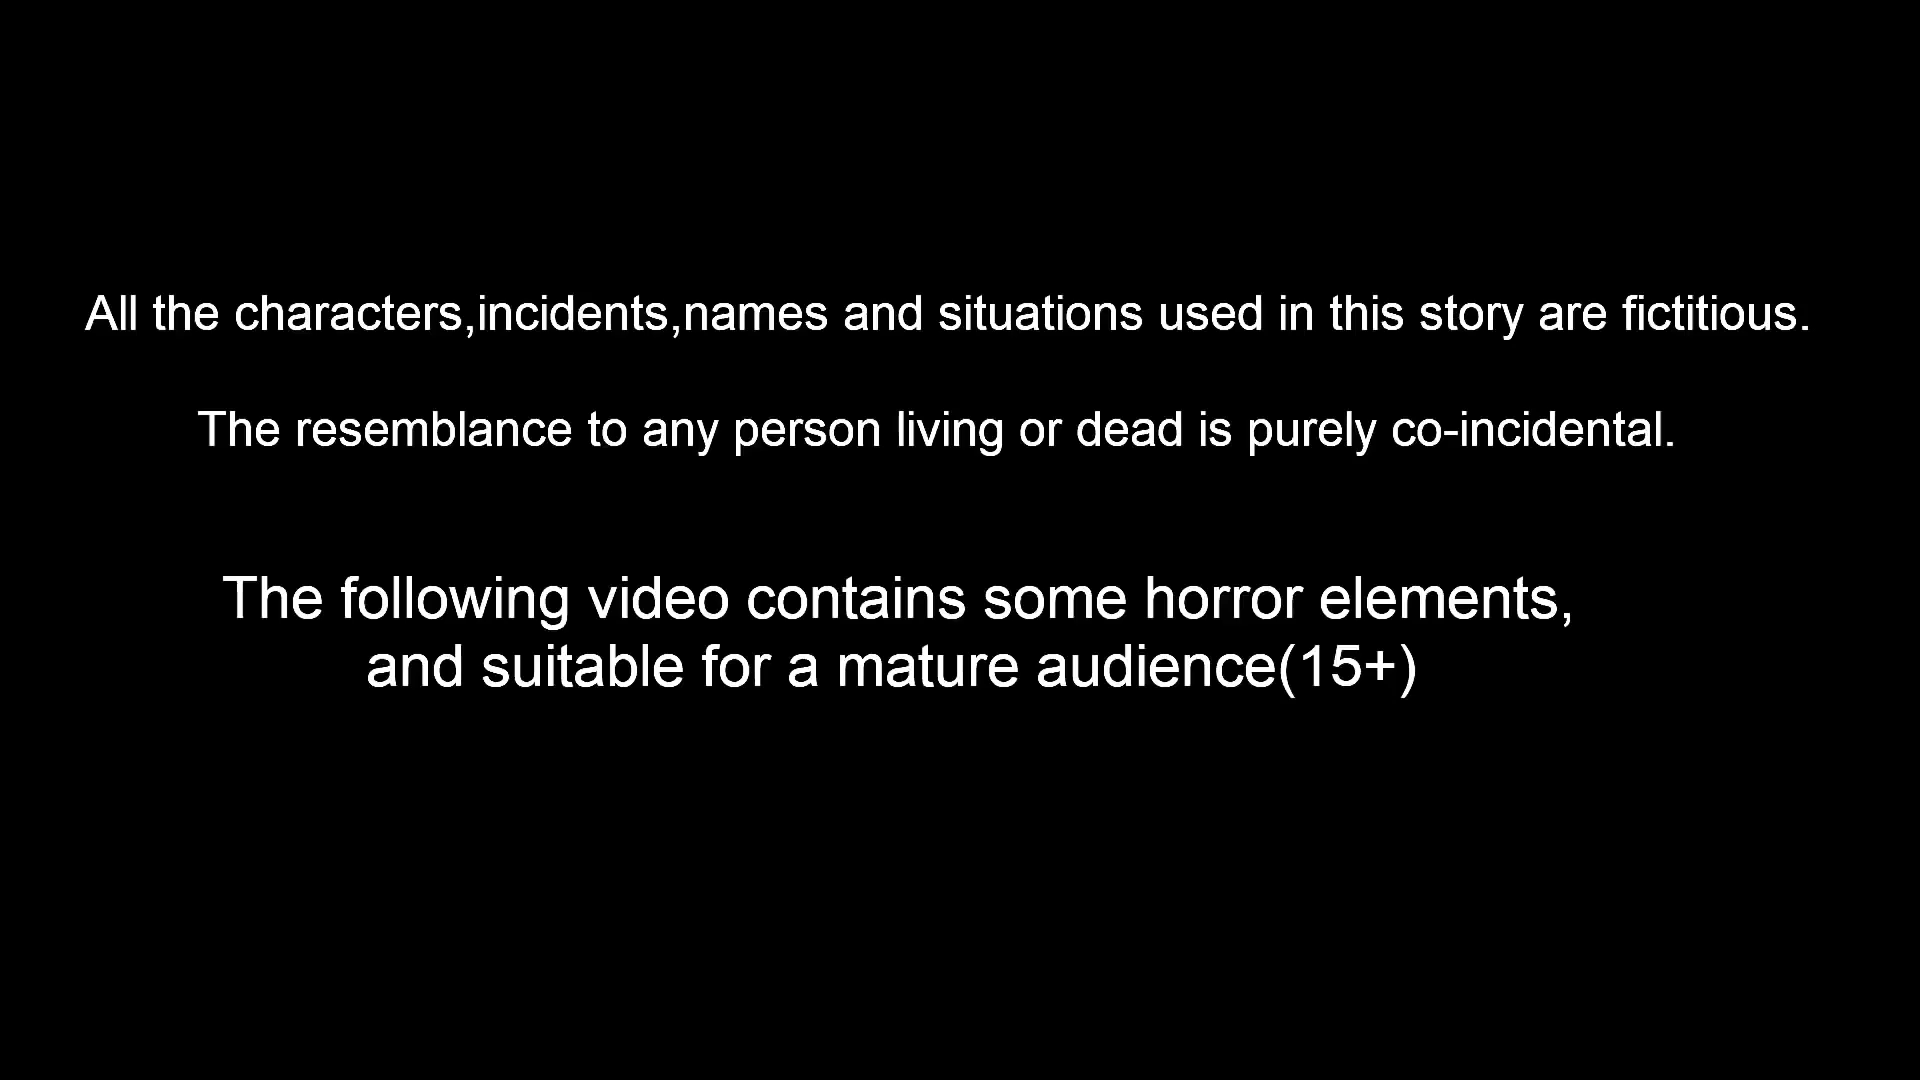 All the characters,incidents,names and situations used in this story are fictitious.
The resemblance to any person living or dead is purely co-incidental.
The following video contains some horror elements,
and suitable for a mature audience(15+)